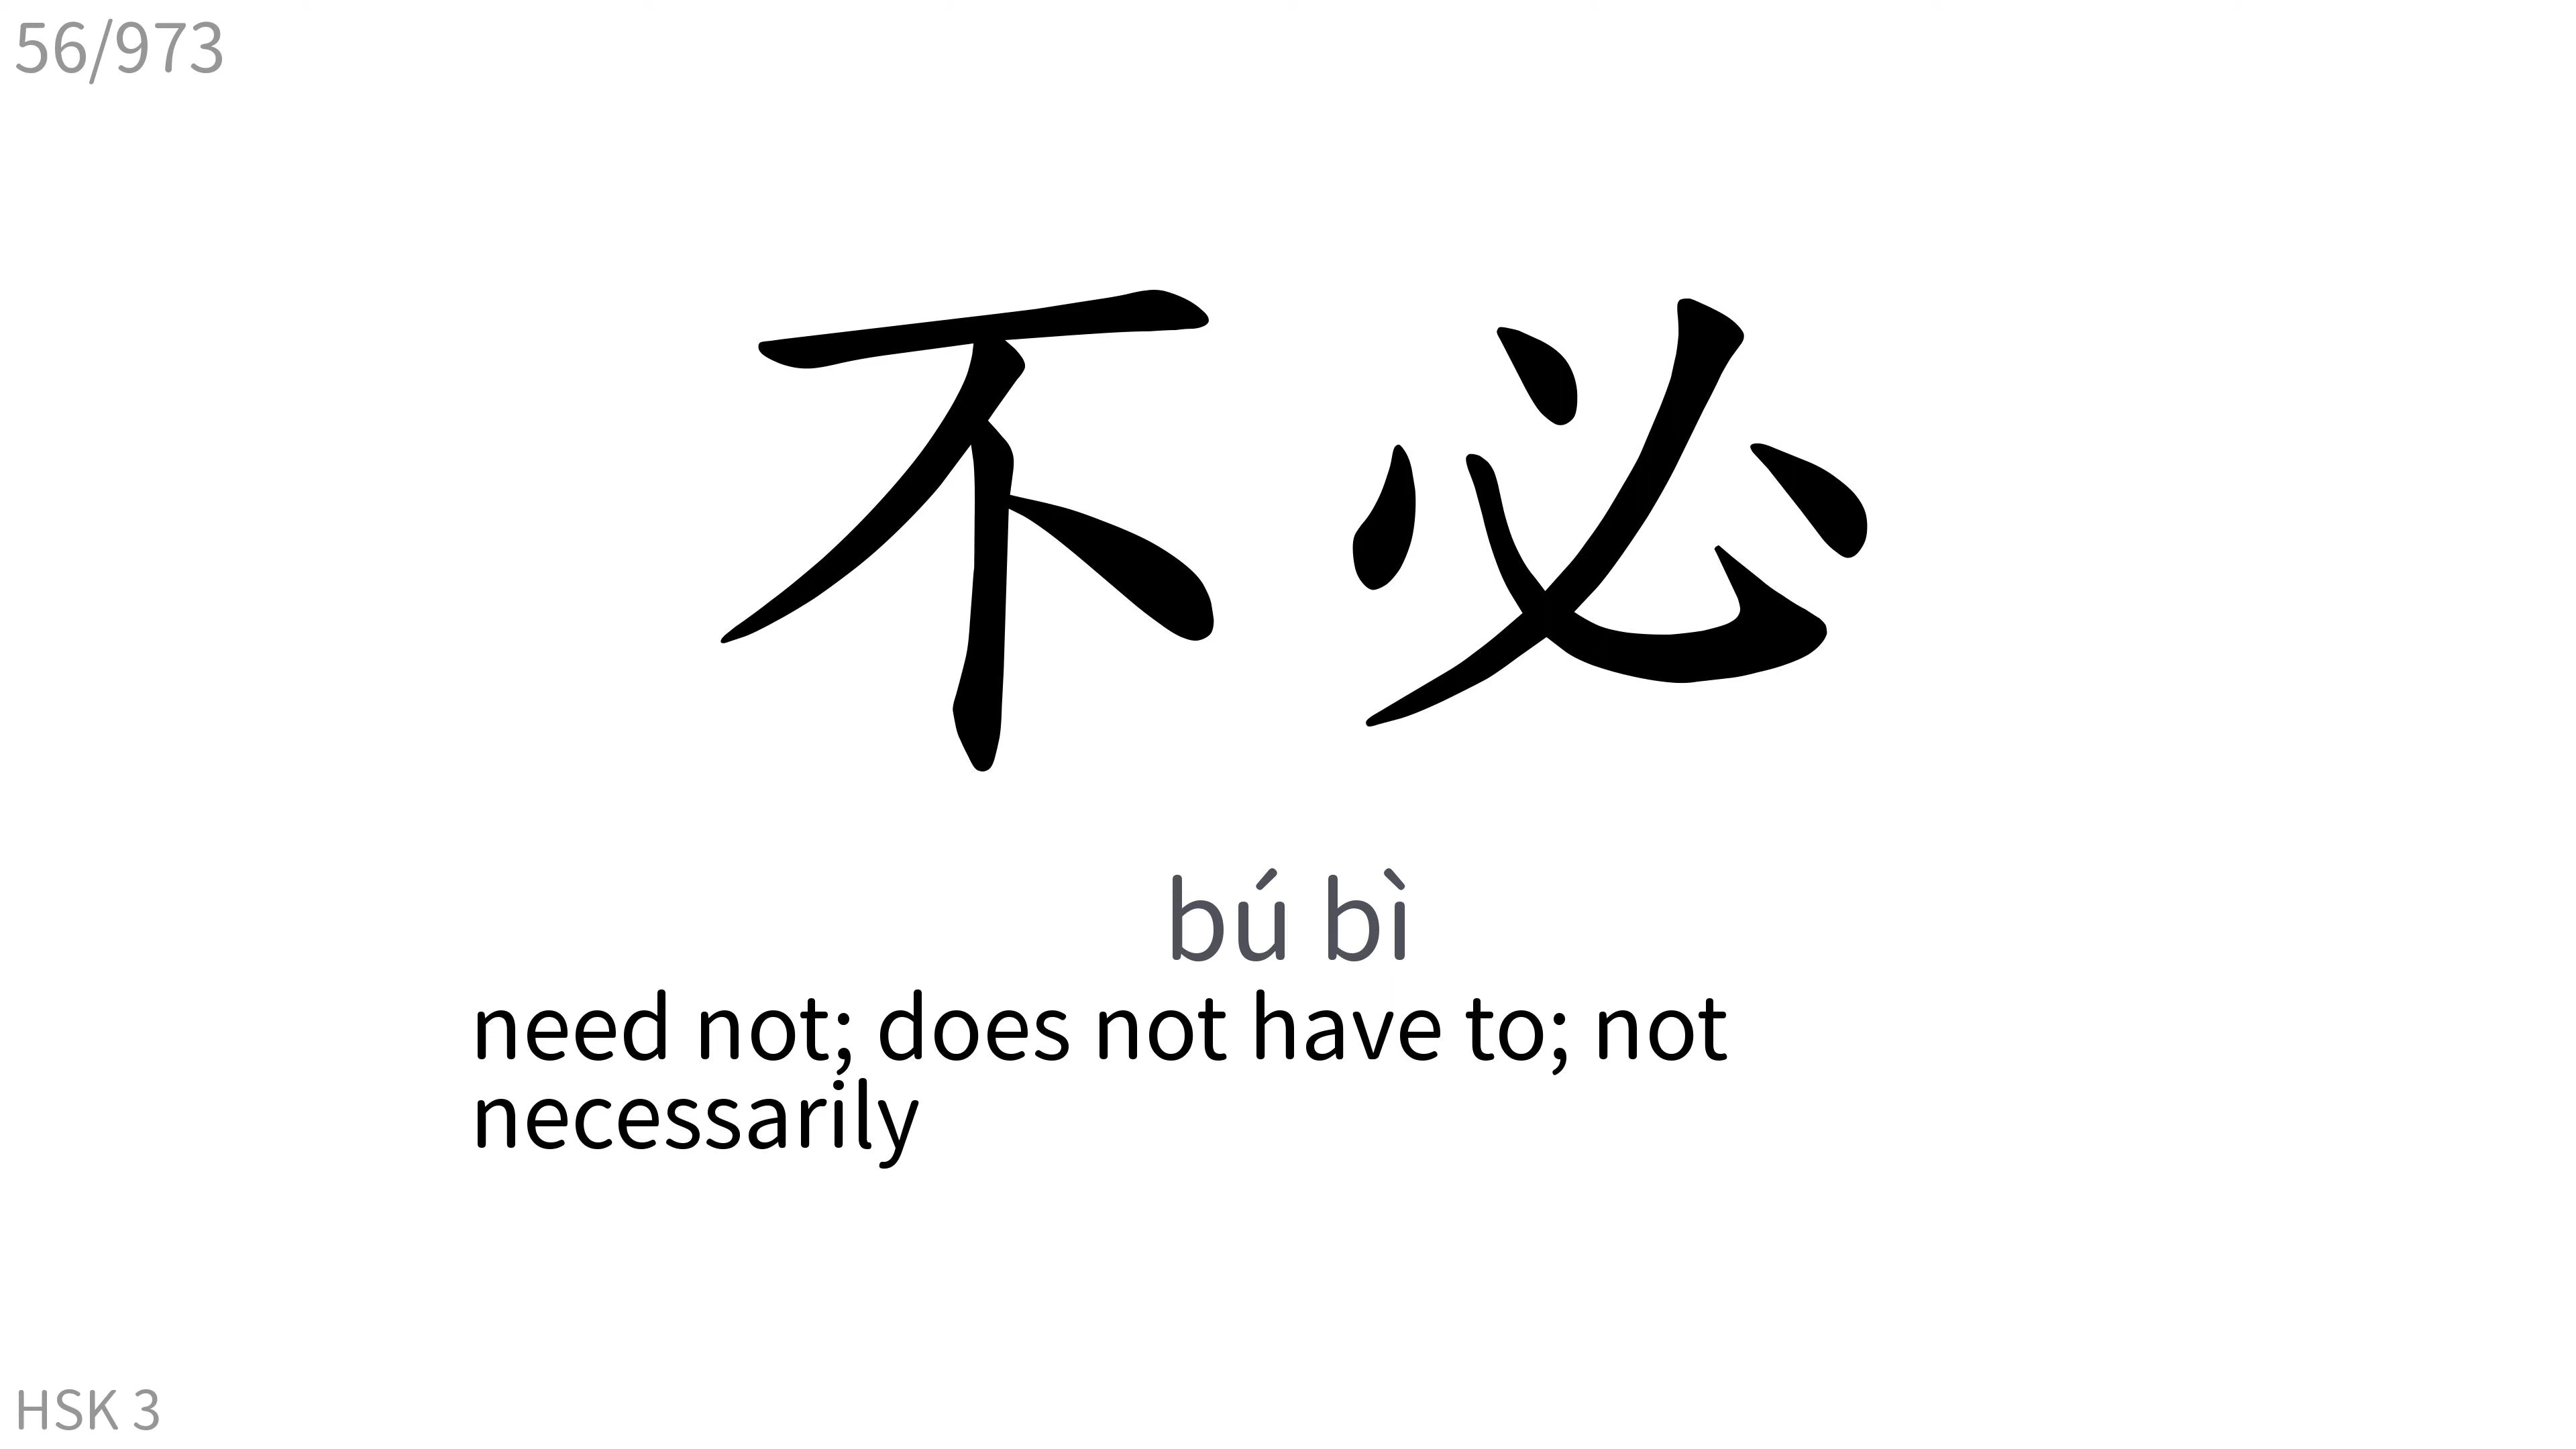 56/973
不必
bú bì
need not; does not have to; not
necessarily
HSK 3